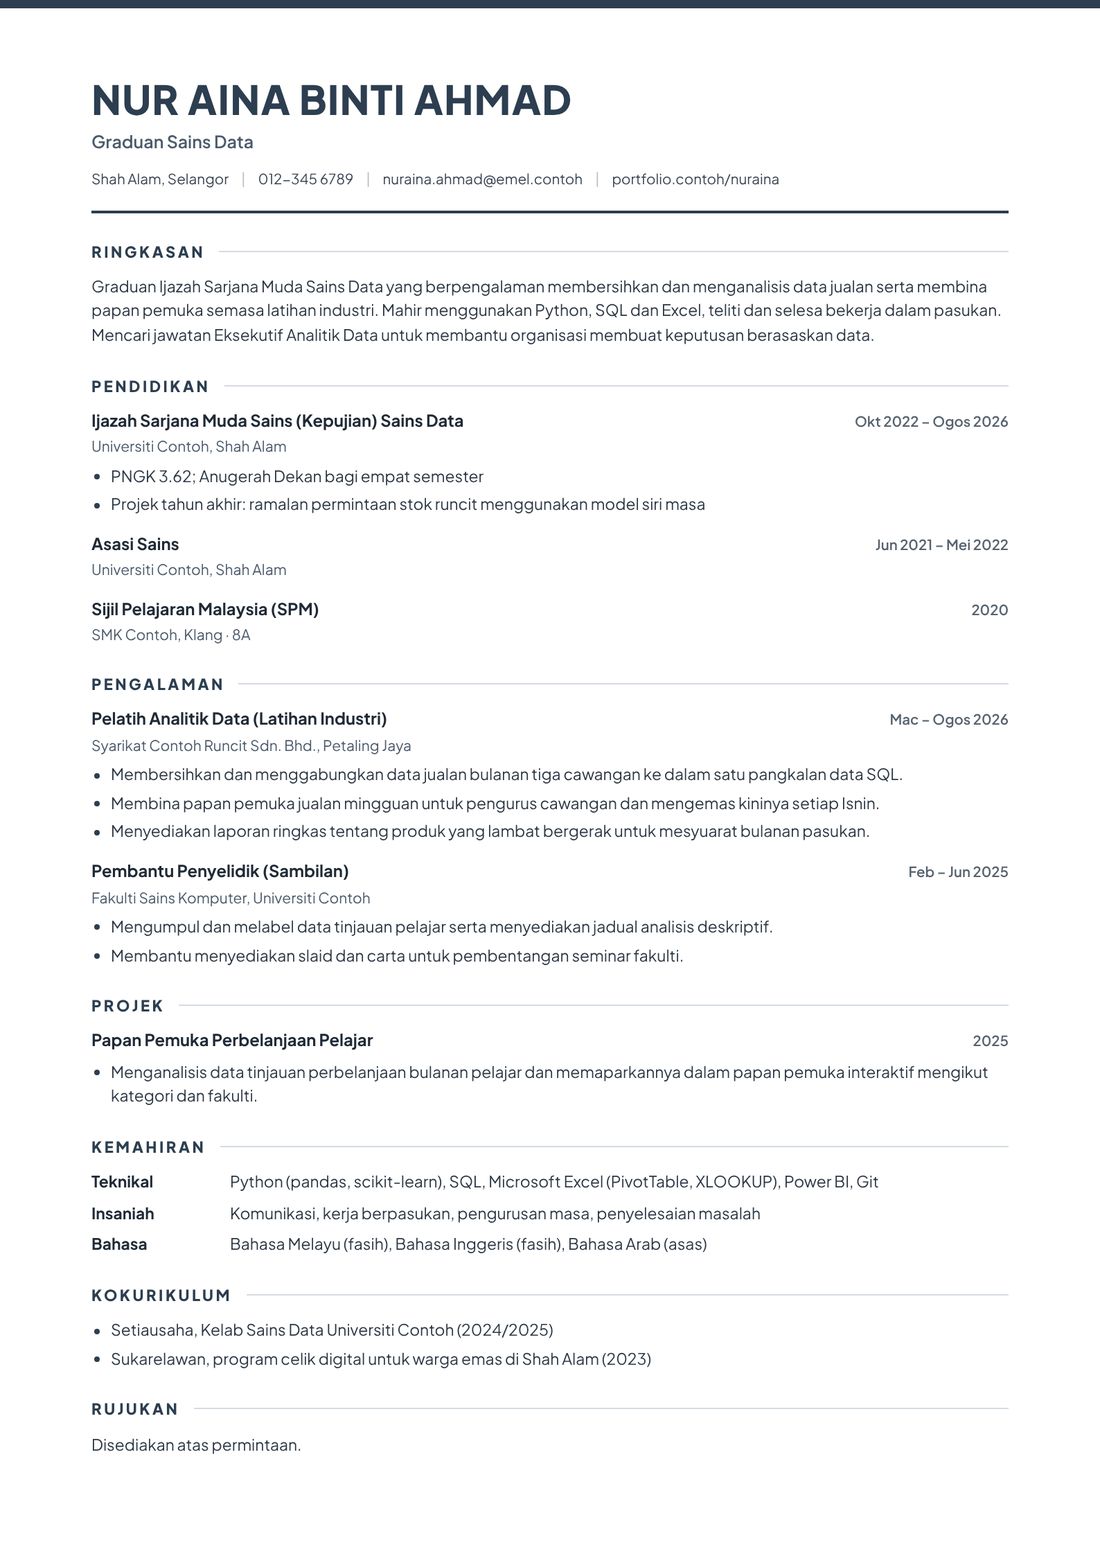 NUR AINA BINTI AHMAD
Graduan Sains Data
Shah Alam, Selangor | 012-345 6789 | nuraina.ahmad@emel.contoh | portfolio.contoh/nuraina
RINGKASAN
Graduan Ijazah Sarjana Muda Sains Data yang berpengalaman membersihkan dan menganalisis data jualan serta membina
papan pemuka semasa latihan industri. Mahir menggunakan Python, SQL dan Excel, teliti dan selesa bekerja dalam pasukan.
Mencari jawatan Eksekutif Analitik Data untuk membantu organisasi membuat keputusan berasaskan data.
PENDIDIKAN
Ijazah Sarjana Muda Sains (Kepujian) Sains Data Okt 2022 – Ogos 2026
Universiti Contoh, Shah Alam
• PNGK 3.62; Anugerah Dekan bagi empat semester
• Projek tahun akhir: ramalan permintaan stok runcit menggunakan model siri masa
Asasi Sains Jun 2021 – Mei 2022
Universiti Contoh, Shah Alam
Sijil Pelajaran Malaysia (SPM) 2020
SMK Contoh, Klang · 8A
PENGALAMAN
Pelatih Analitik Data (Latihan Industri) Mac – Ogos 2026
Syarikat Contoh Runcit Sdn. Bhd., Petaling Jaya
• Membersihkan dan menggabungkan data jualan bulanan tiga cawangan ke dalam satu pangkalan data SQL.
• Membina papan pemuka jualan mingguan untuk pengurus cawangan dan mengemas kininya setiap Isnin.
• Menyediakan laporan ringkas tentang produk yang lambat bergerak untuk mesyuarat bulanan pasukan.
Pembantu Penyelidik (Sambilan) Feb – Jun 2025
Fakulti Sains Komputer, Universiti Contoh
• Mengumpul dan melabel data tinjauan pelajar serta menyediakan jadual analisis deskriptif.
• Membantu menyediakan slaid dan carta untuk pembentangan seminar fakulti.
PROJEK
Papan Pemuka Perbelanjaan Pelajar 2025
• Menganalisis data tinjauan perbelanjaan bulanan pelajar dan memaparkannya dalam papan pemuka interaktif mengikut
kategori dan fakulti.
KEMAHIRAN
Teknikal Python (pandas, scikit-learn), SQL, Microsoft Excel (PivotTable, XLOOKUP), Power BI, Git
Insaniah Komunikasi, kerja berpasukan, pengurusan masa, penyelesaian masalah
Bahasa Bahasa Melayu (fasih), Bahasa Inggeris (fasih), Bahasa Arab (asas)
KOKURIKULUM
• Setiausaha, Kelab Sains Data Universiti Contoh (2024/2025)
• Sukarelawan, program celik digital untuk warga emas di Shah Alam (2023)
RUJUKAN
Disediakan atas permintaan.